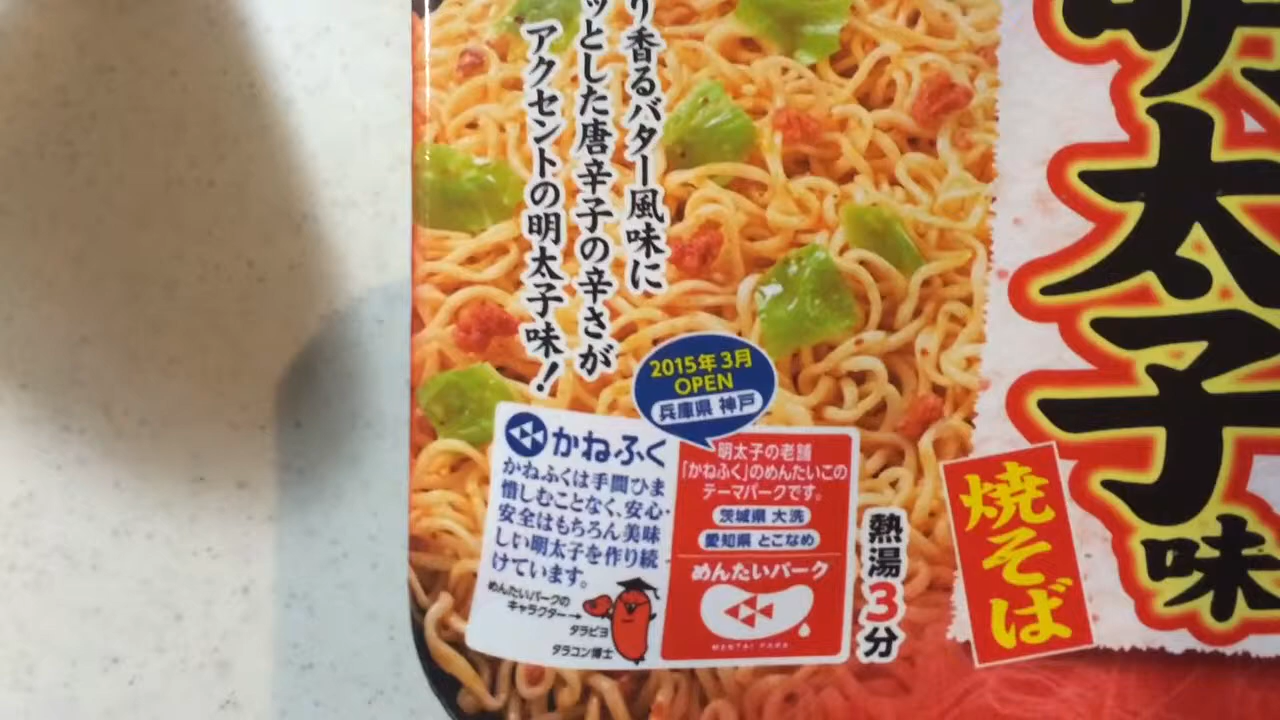 り香るバター風味に
ッとした唐辛子の辛さが
アクセントの明太子味!
明太子味
焼そば
熱湯3分
2015年3月
OPEN
兵庫県 神戸
かねふく
かねふくは手間ひま
惜しむことなく、安心・
安全はもちろん美味
しい明太子を作り続
けています。
めんたいパークの
キャラクター→
タラピヨ
タラコン博士
明太子の老舗
「かねふく」のめんたいこの
テーマパークです。
茨城県 大洗
愛知県 とこなめ
めんたいパーク
MENTAI PARK